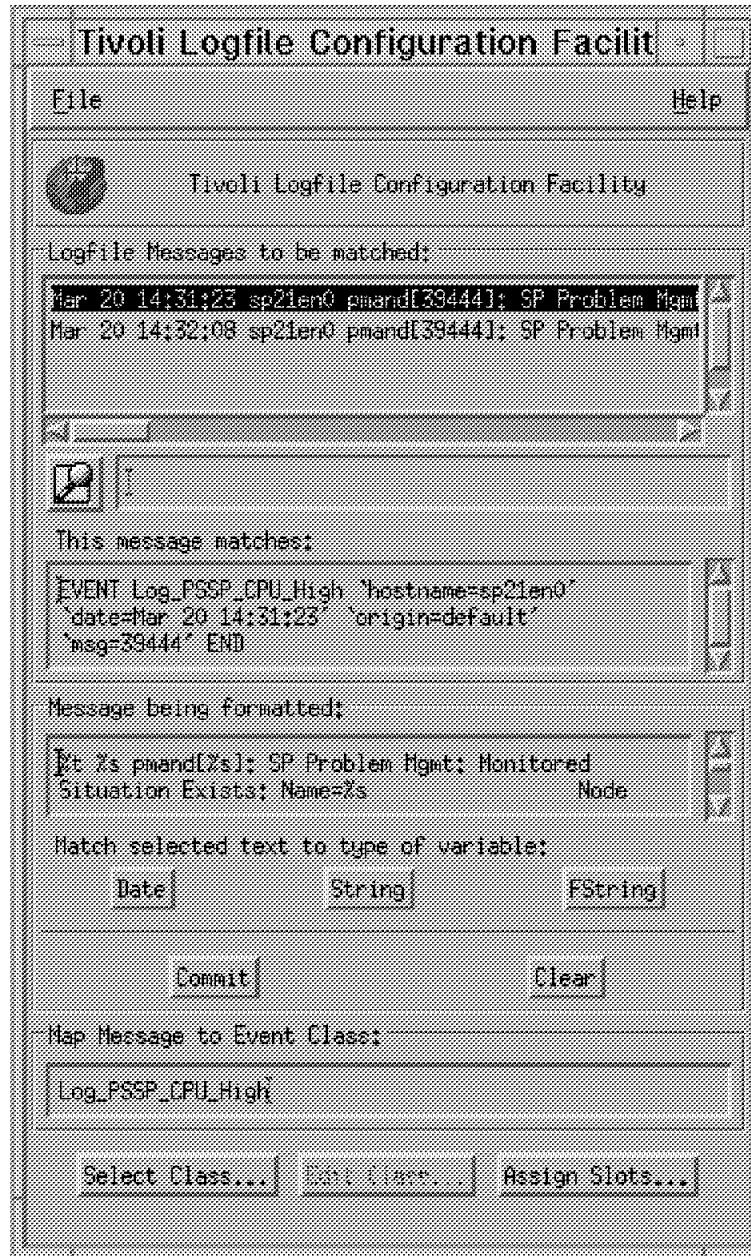 Tivoli Logfile Configuration Facilit
File Help
Tivoli Logfile Configuration Facility
Logfile Messages to be matched:
Mar 20 14:31:23 sp21en0 pmand[39444]: SP Problem Mgmt
Mar 20 14:32:08 sp21en0 pmand[39444]: SP Problem Mgmt
This message matches:
EVENT Log_PSSP_CPU_High `hostname=sp21en0´
`date=Mar 20 14:31:23´ `origin=default´
`msg=39444´ END
Message being formatted:
%t %s pmand[%s]: SP Problem Mgmt: Monitored
Situation Exists: Name=%s Node
Match selected text to type of variable:
Date String FString
Commit Clear
Map Message to Event Class:
Log_PSSP_CPU_High
Select Class... Edit Class... Assign Slots...